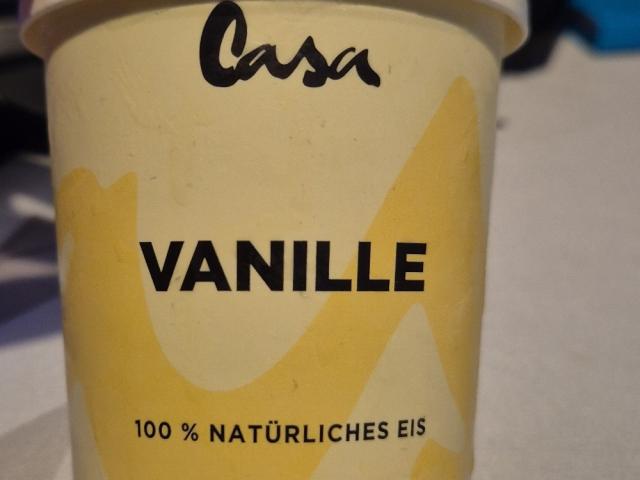 Casa
VANILLE
100 % NATÜRLICHES EIS